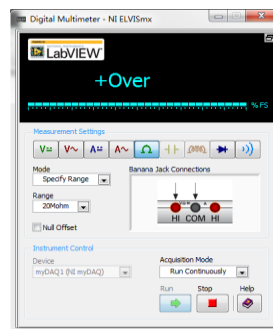 Digital Multimeter - NI ELVISmx
LabVIEW
+Over
% FS
Measurement Settings
V= V~ A= A~ Ω
Mode
Specify Range
Banana Jack Connections
Range
20Mohm
HI COM HI
Null Offset
Instrument Control
Device
myDAQ1 (NI myDAQ)
Acquisition Mode
Run Continuously
Run Stop Help